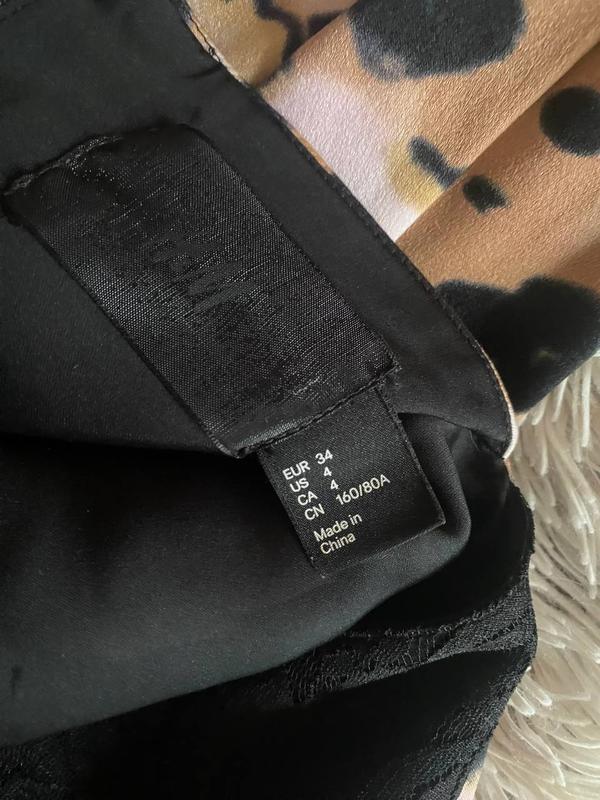 EUR 34
US 4
CA 4
CN 160/80A
Made in
China